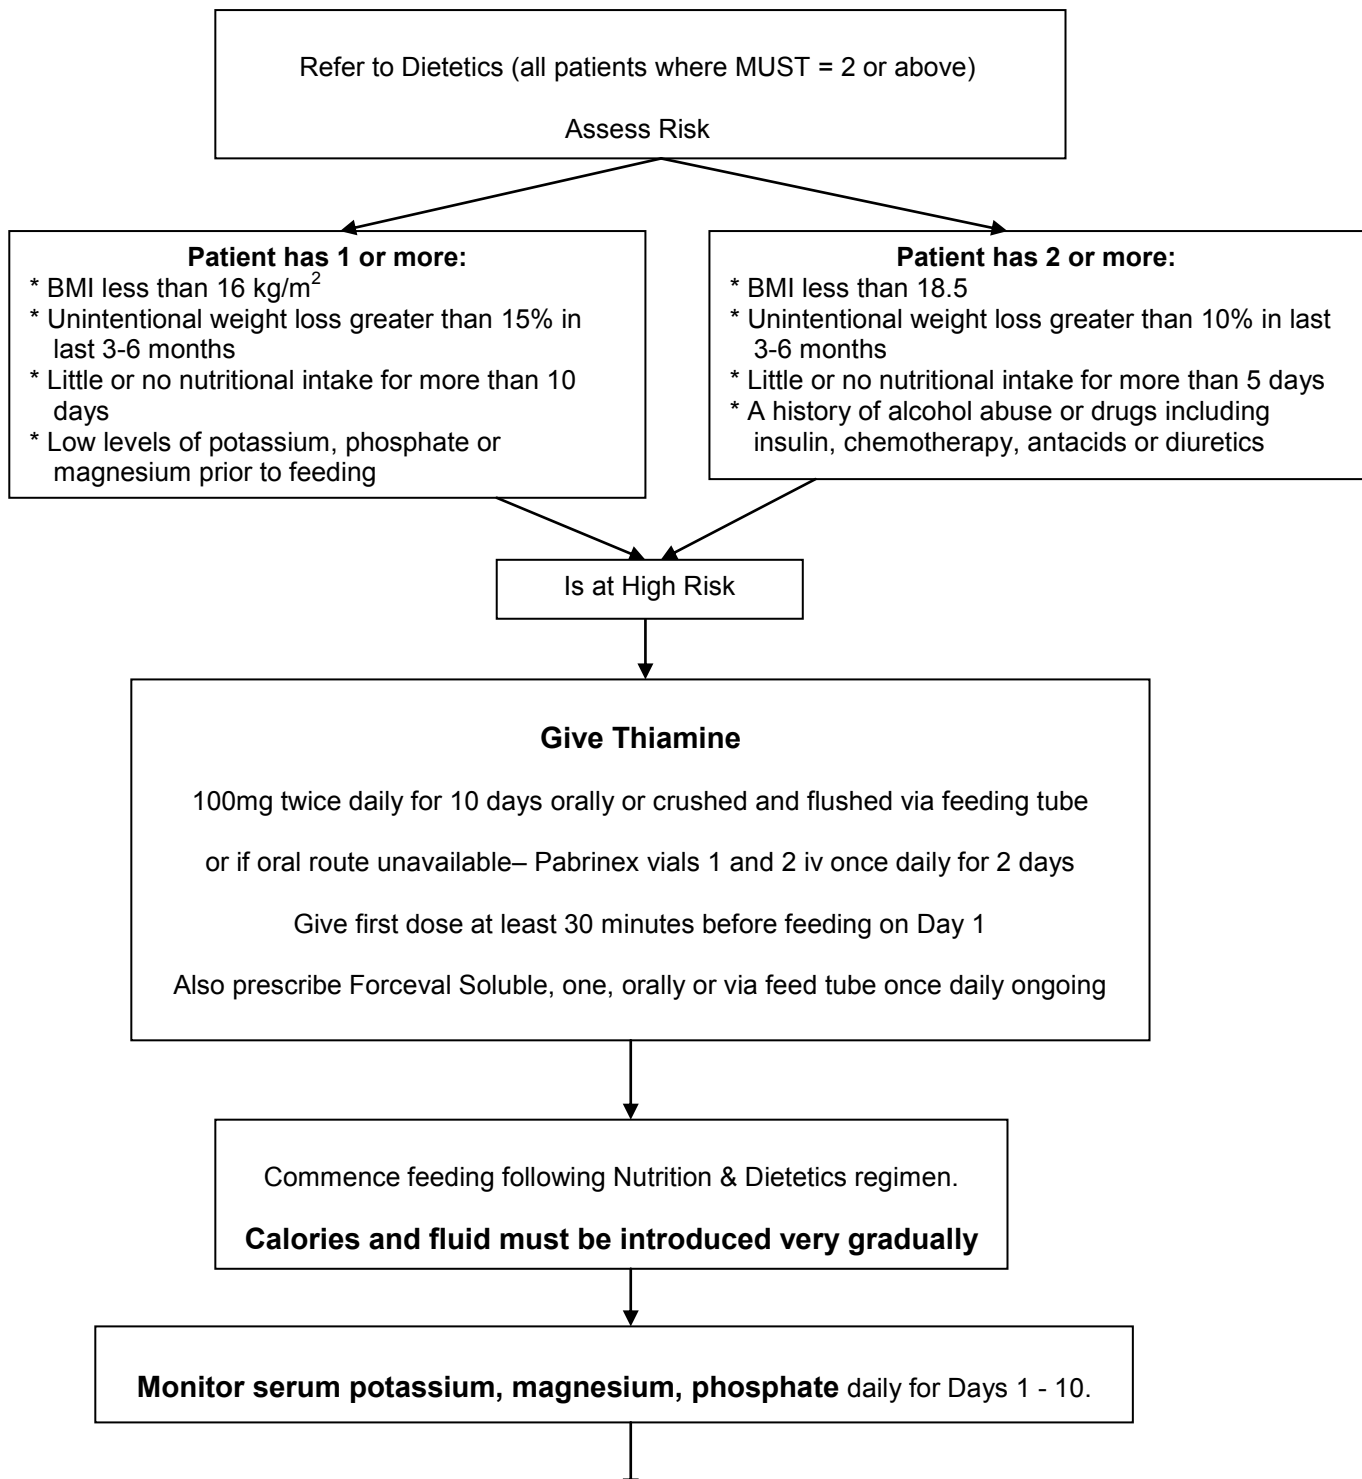 Refer to Dietetics (all patients where MUST = 2 or above)
Assess Risk
Patient has 1 or more:
* BMI less than 16 kg/m²
* Unintentional weight loss greater than 15% in
last 3-6 months
* Little or no nutritional intake for more than 10
days
* Low levels of potassium, phosphate or
magnesium prior to feeding
Patient has 2 or more:
* BMI less than 18.5
* Unintentional weight loss greater than 10% in last
3-6 months
* Little or no nutritional intake for more than 5 days
* A history of alcohol abuse or drugs including
insulin, chemotherapy, antacids or diuretics
Is at High Risk
Give Thiamine
100mg twice daily for 10 days orally or crushed and flushed via feeding tube
or if oral route unavailable– Pabrinex vials 1 and 2 iv once daily for 2 days
Give first dose at least 30 minutes before feeding on Day 1
Also prescribe Forceval Soluble, one, orally or via feed tube once daily ongoing
Commence feeding following Nutrition & Dietetics regimen.
Calories and fluid must be introduced very gradually
Monitor serum potassium, magnesium, phosphate daily for Days 1 - 10.